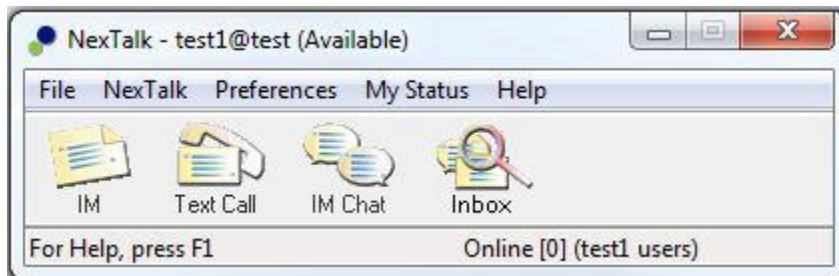 NexTalk - test1@test (Available)
File NexTalk Preferences My Status Help
IM Text Call IM Chat Inbox
For Help, press F1 Online [0] (test1 users)